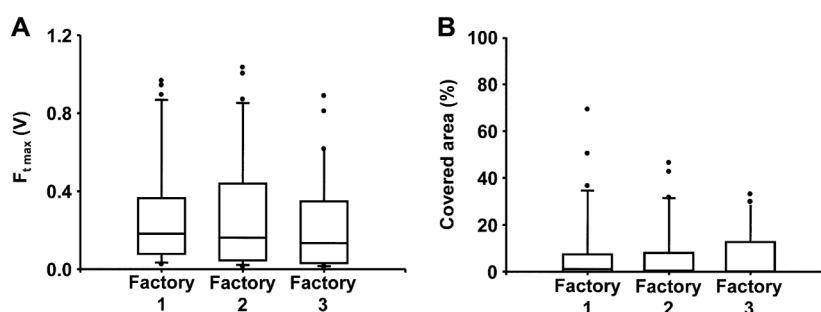 A
1.2
0.8
0.4
0.0
F_t max (V)
Factory 1
Factory 2
Factory 3
B
100
80
60
40
20
0
Covered area (%)
Factory 1
Factory 2
Factory 3